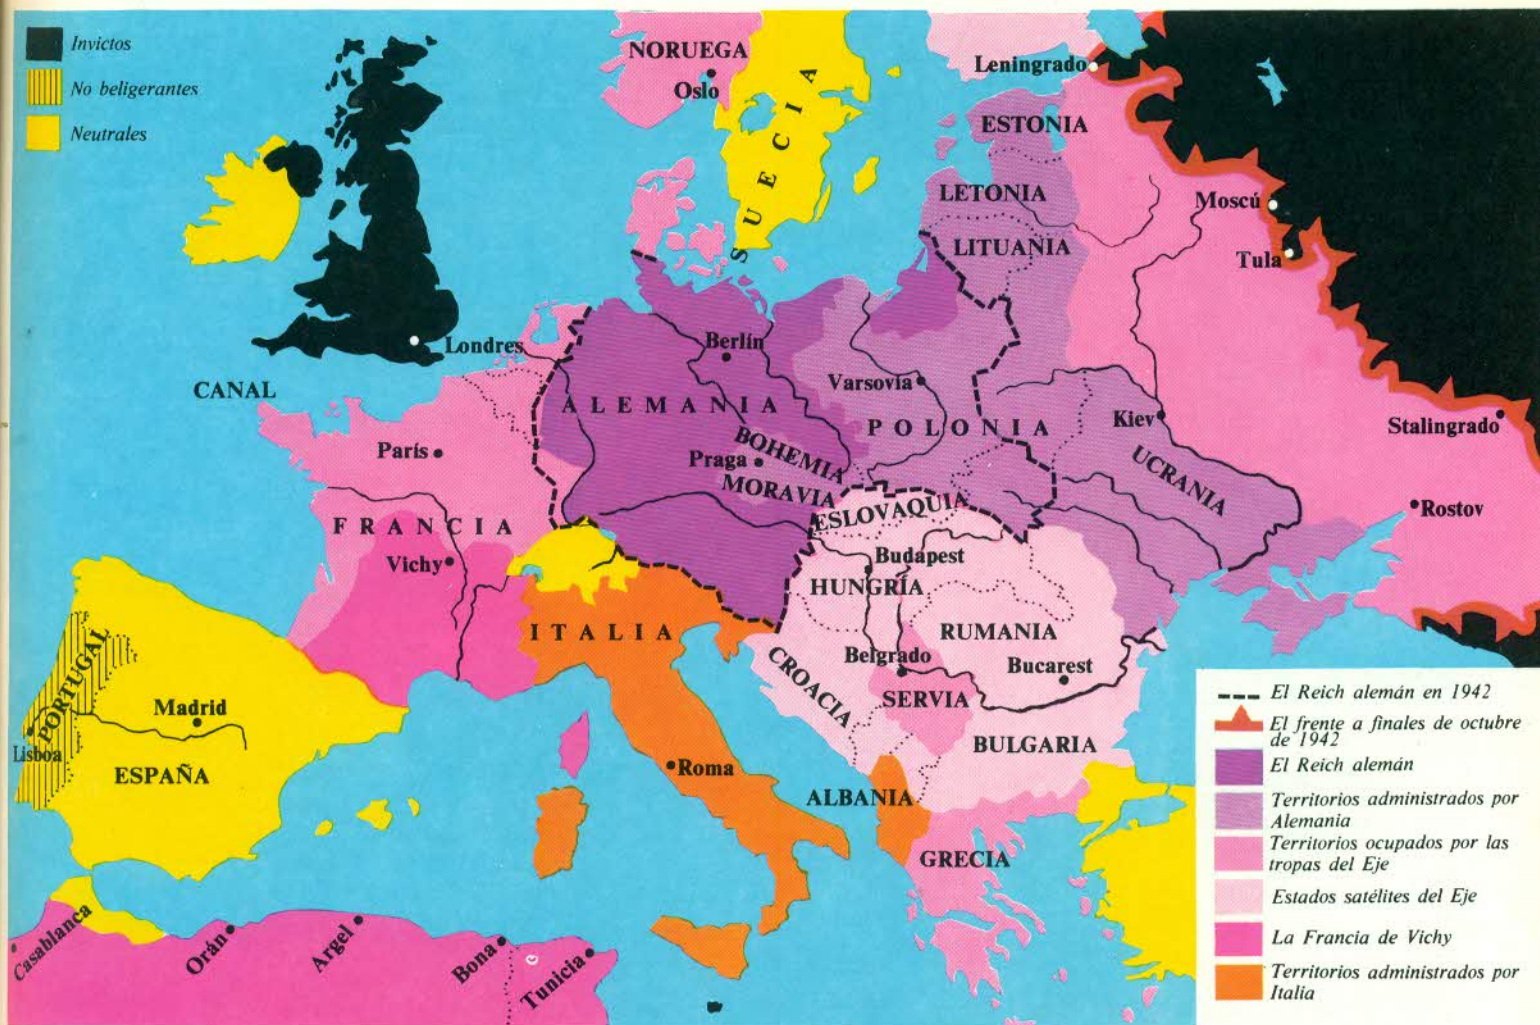 Invictos
No beligerantes
Neutrales
NORUEGA
Oslo
SUECIA
Leningrado
ESTONIA
LETONIA
LITUANIA
Moscú
Tula
Londres
CANAL
Berlín
ALEMANIA
Varsovia
POLONIA
Kiev
UCRANIA
Stalingrado
Rostov
París
Praga
BOHEMIA
MORAVIA
FRANCIA
Vichy
ESLOVAQUIA
Budapest
HUNGRÍA
RUMANIA
Bucarest
ITALIA
Belgrado
CROACIA
SERVIA
BULGARIA
PORTUGAL
Lisboa
Madrid
ESPAÑA
Roma
ALBANIA
GRECIA
Casablanca
Orán
Argel
Bona
Tunicia
El Reich alemán en 1942
El frente a finales de octubre
de 1942
El Reich alemán
Territorios administrados por
Alemania
Territorios ocupados por las
tropas del Eje
Estados satélites del Eje
La Francia de Vichy
Territorios administrados por
Italia